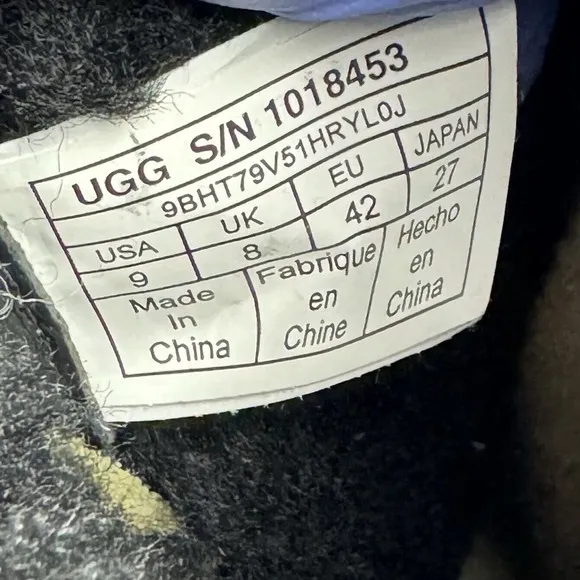 UGG S/N 1018453
9BHT79V51HRYL0J
USA UK EU JAPAN
9 8 42 27
Made In China
Fabrique en Chine
Hecho en China